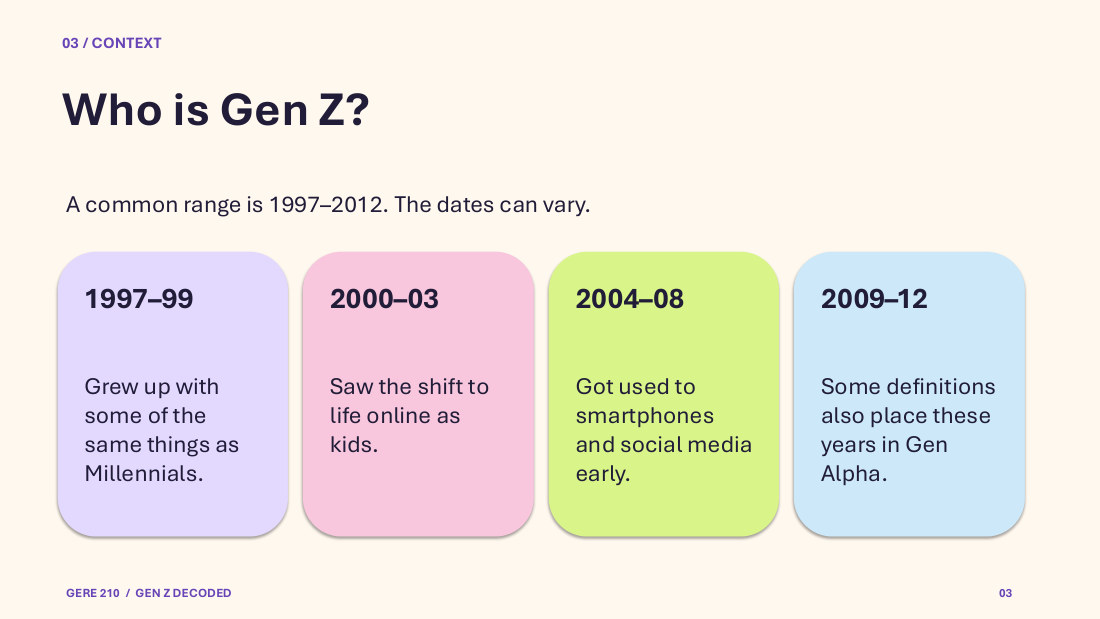 03 / CONTEXT
Who is Gen Z?
A common range is 1997–2012. The dates can vary.
1997–99
Grew up with
some of the
same things as
Millennials.
2000–03
Saw the shift to
life online as
kids.
2004–08
Got used to
smartphones
and social media
early.
2009–12
Some definitions
also place these
years in Gen
Alpha.
GERE 210 / GEN Z DECODED
03